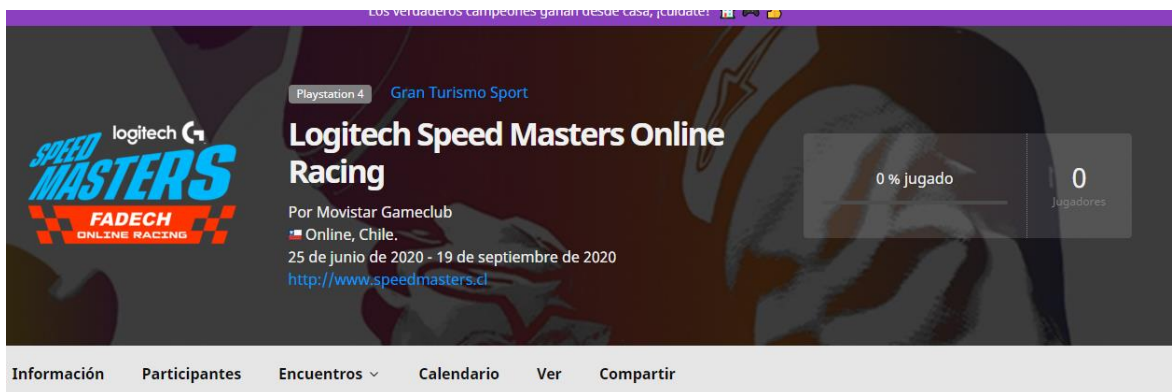 Los verdaderos campeones ganan desde casa, ¡cuídate!
Playstation 4 Gran Turismo Sport
logitech G
SPEED
MASTERS
FADECH
ONLINE RACING
Logitech Speed Masters Online
Racing
Por Movistar Gameclub
Online, Chile.
25 de junio de 2020 - 19 de septiembre de 2020
http://www.speedmasters.cl
0 % jugado
0
Jugadores
Información Participantes Encuentros Calendario Ver Compartir